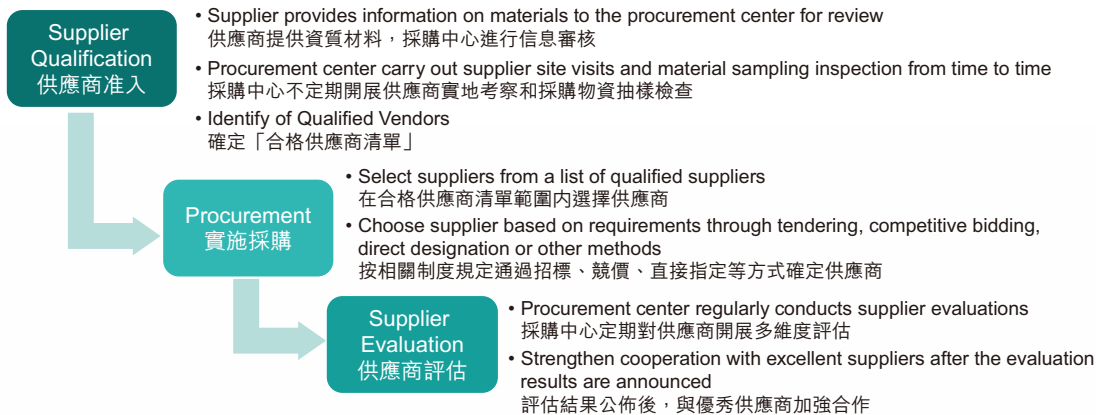 Supplier
Qualification
供應商准入
• Supplier provides information on materials to the procurement center for review
供應商提供資質材料，採購中心進行信息審核
• Procurement center carry out supplier site visits and material sampling inspection from time to time
採購中心不定期開展供應商實地考察和採購物資抽樣檢查
• Identify of Qualified Vendors
確定「合格供應商清單」
Procurement
實施採購
• Select suppliers from a list of qualified suppliers
在合格供應商清單範圍內選擇供應商
• Choose supplier based on requirements through tendering, competitive bidding,
direct designation or other methods
按相關制度規定通過招標、競價、直接指定等方式確定供應商
Supplier
Evaluation
供應商評估
• Procurement center regularly conducts supplier evaluations
採購中心定期對供應商開展多維度評估
• Strengthen cooperation with excellent suppliers after the evaluation
results are announced
評估結果公佈後，與優秀供應商加強合作